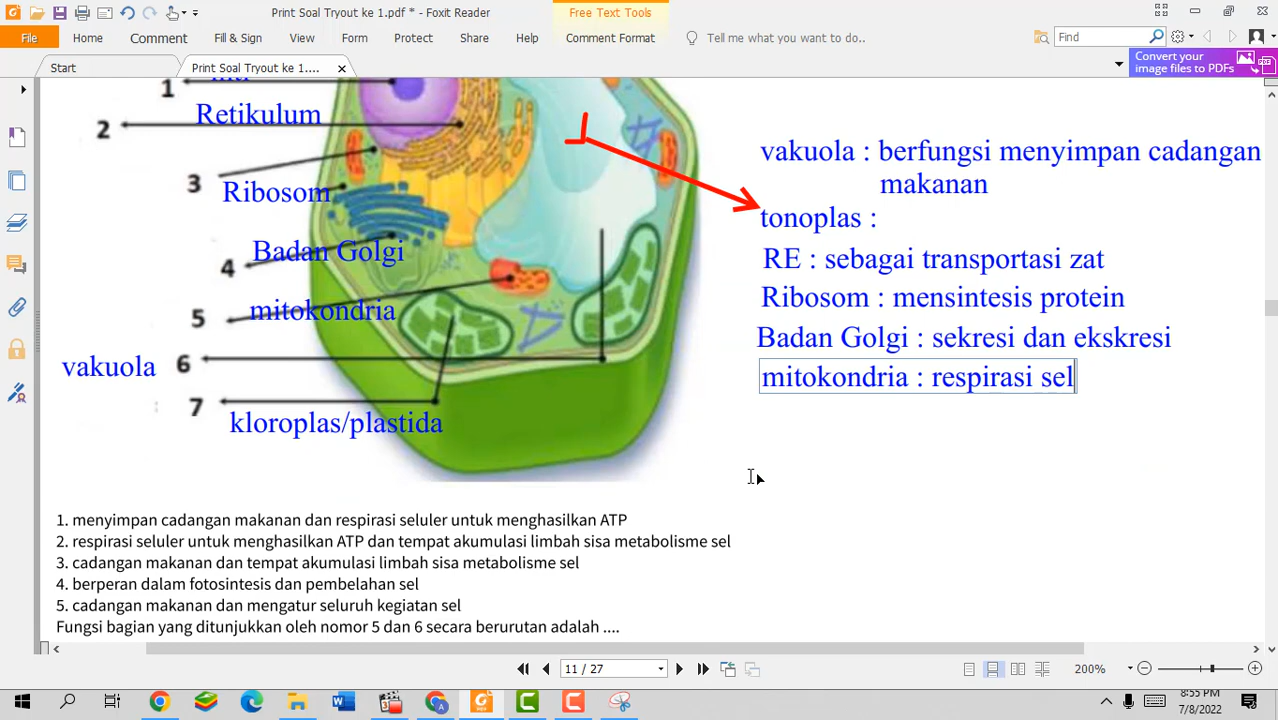 Print Soal Tryout ke 1.pdf * - Foxit Reader
Free Text Tools
File Home Comment Fill & Sign View Form Protect Share Help Comment Format Tell me what you want to do.. Find
Start Print Soal Tryout ke 1....
Convert your
image files to PDFs
1
Retikulum
2
3
Ribosom
Badan Golgi
4
mitokondria
5
vakuola 6
7
kloroplas/plastida
vakuola : berfungsi menyimpan cadangan
makanan
tonoplas :
RE : sebagai transportasi zat
Ribosom : mensintesis protein
Badan Golgi : sekresi dan ekskresi
mitokondria : respirasi sel
1. menyimpan cadangan makanan dan respirasi seluler untuk menghasilkan ATP
2. respirasi seluler untuk menghasilkan ATP dan tempat akumulasi limbah sisa metabolisme sel
3. cadangan makanan dan tempat akumulasi limbah sisa metabolisme sel
4. berperan dalam fotosintesis dan pembelahan sel
5. cadangan makanan dan mengatur seluruh kegiatan sel
Fungsi bagian yang ditunjukkan oleh nomor 5 dan 6 secara berurutan adalah ....
11 / 27
200%
8:55 PM
7/8/2022